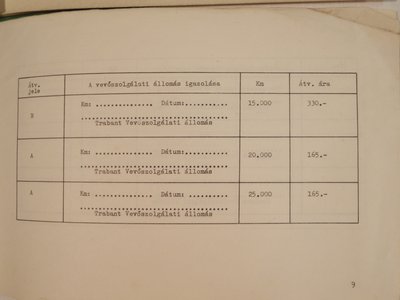 Átv. jele A vevőszolgálati állomás igazolása Km Átv. ára
Km: .............. Dátum:........... 15.000 330.-
N
......................................
Trabant Vevőszolgálati állomás
Km: .............. Dátum:........... 20.000 165.-
A
......................................
Trabant Vevőszolgálati állomás
Km: .............. Dátum:........... 25.000 165.-
A
......................................
Trabant Vevőszolgálati állomás
9